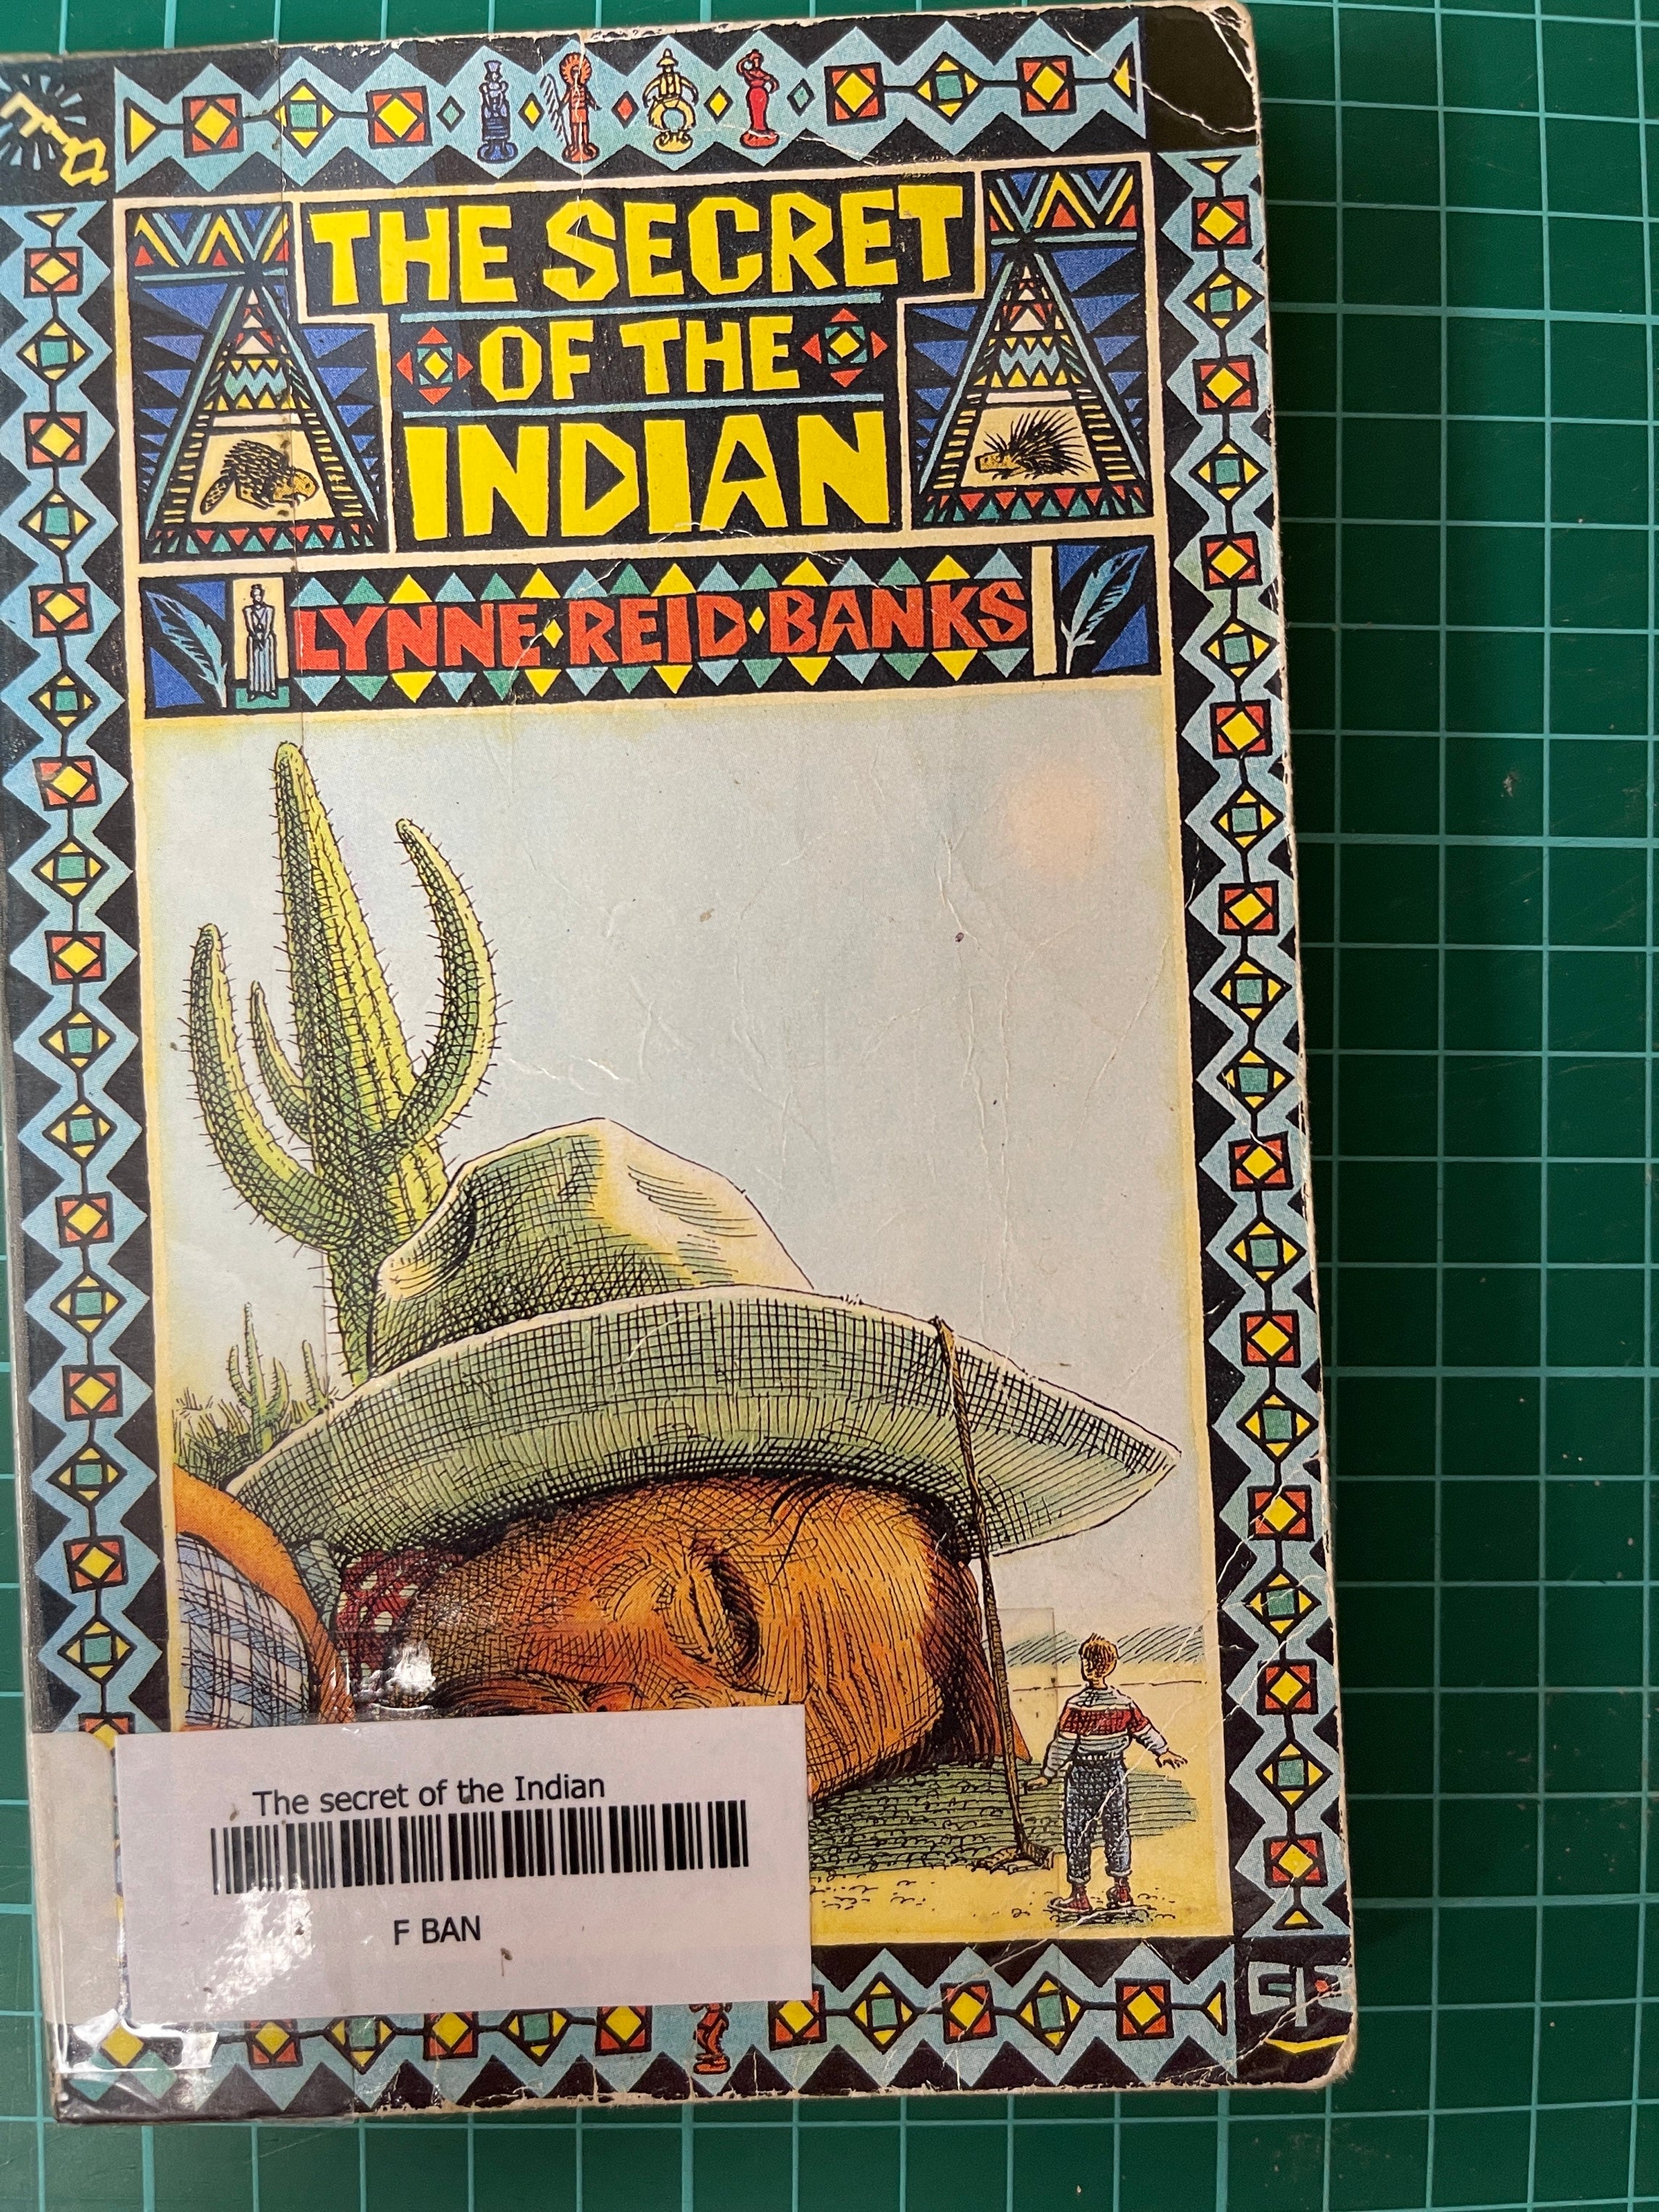 THE SECRET
OF THE
INDIAN
LYNNE REID BANKS
The secret of the Indian
F BAN